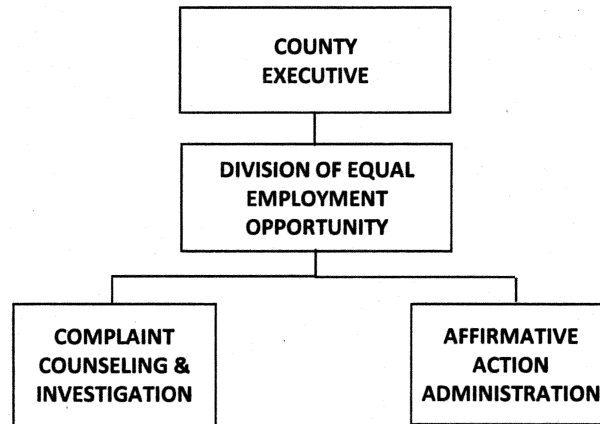 COUNTY
EXECUTIVE
DIVISION OF EQUAL
EMPLOYMENT
OPPORTUNITY
COMPLAINT
COUNSELING &
INVESTIGATION
AFFIRMATIVE
ACTION
ADMINISTRATION